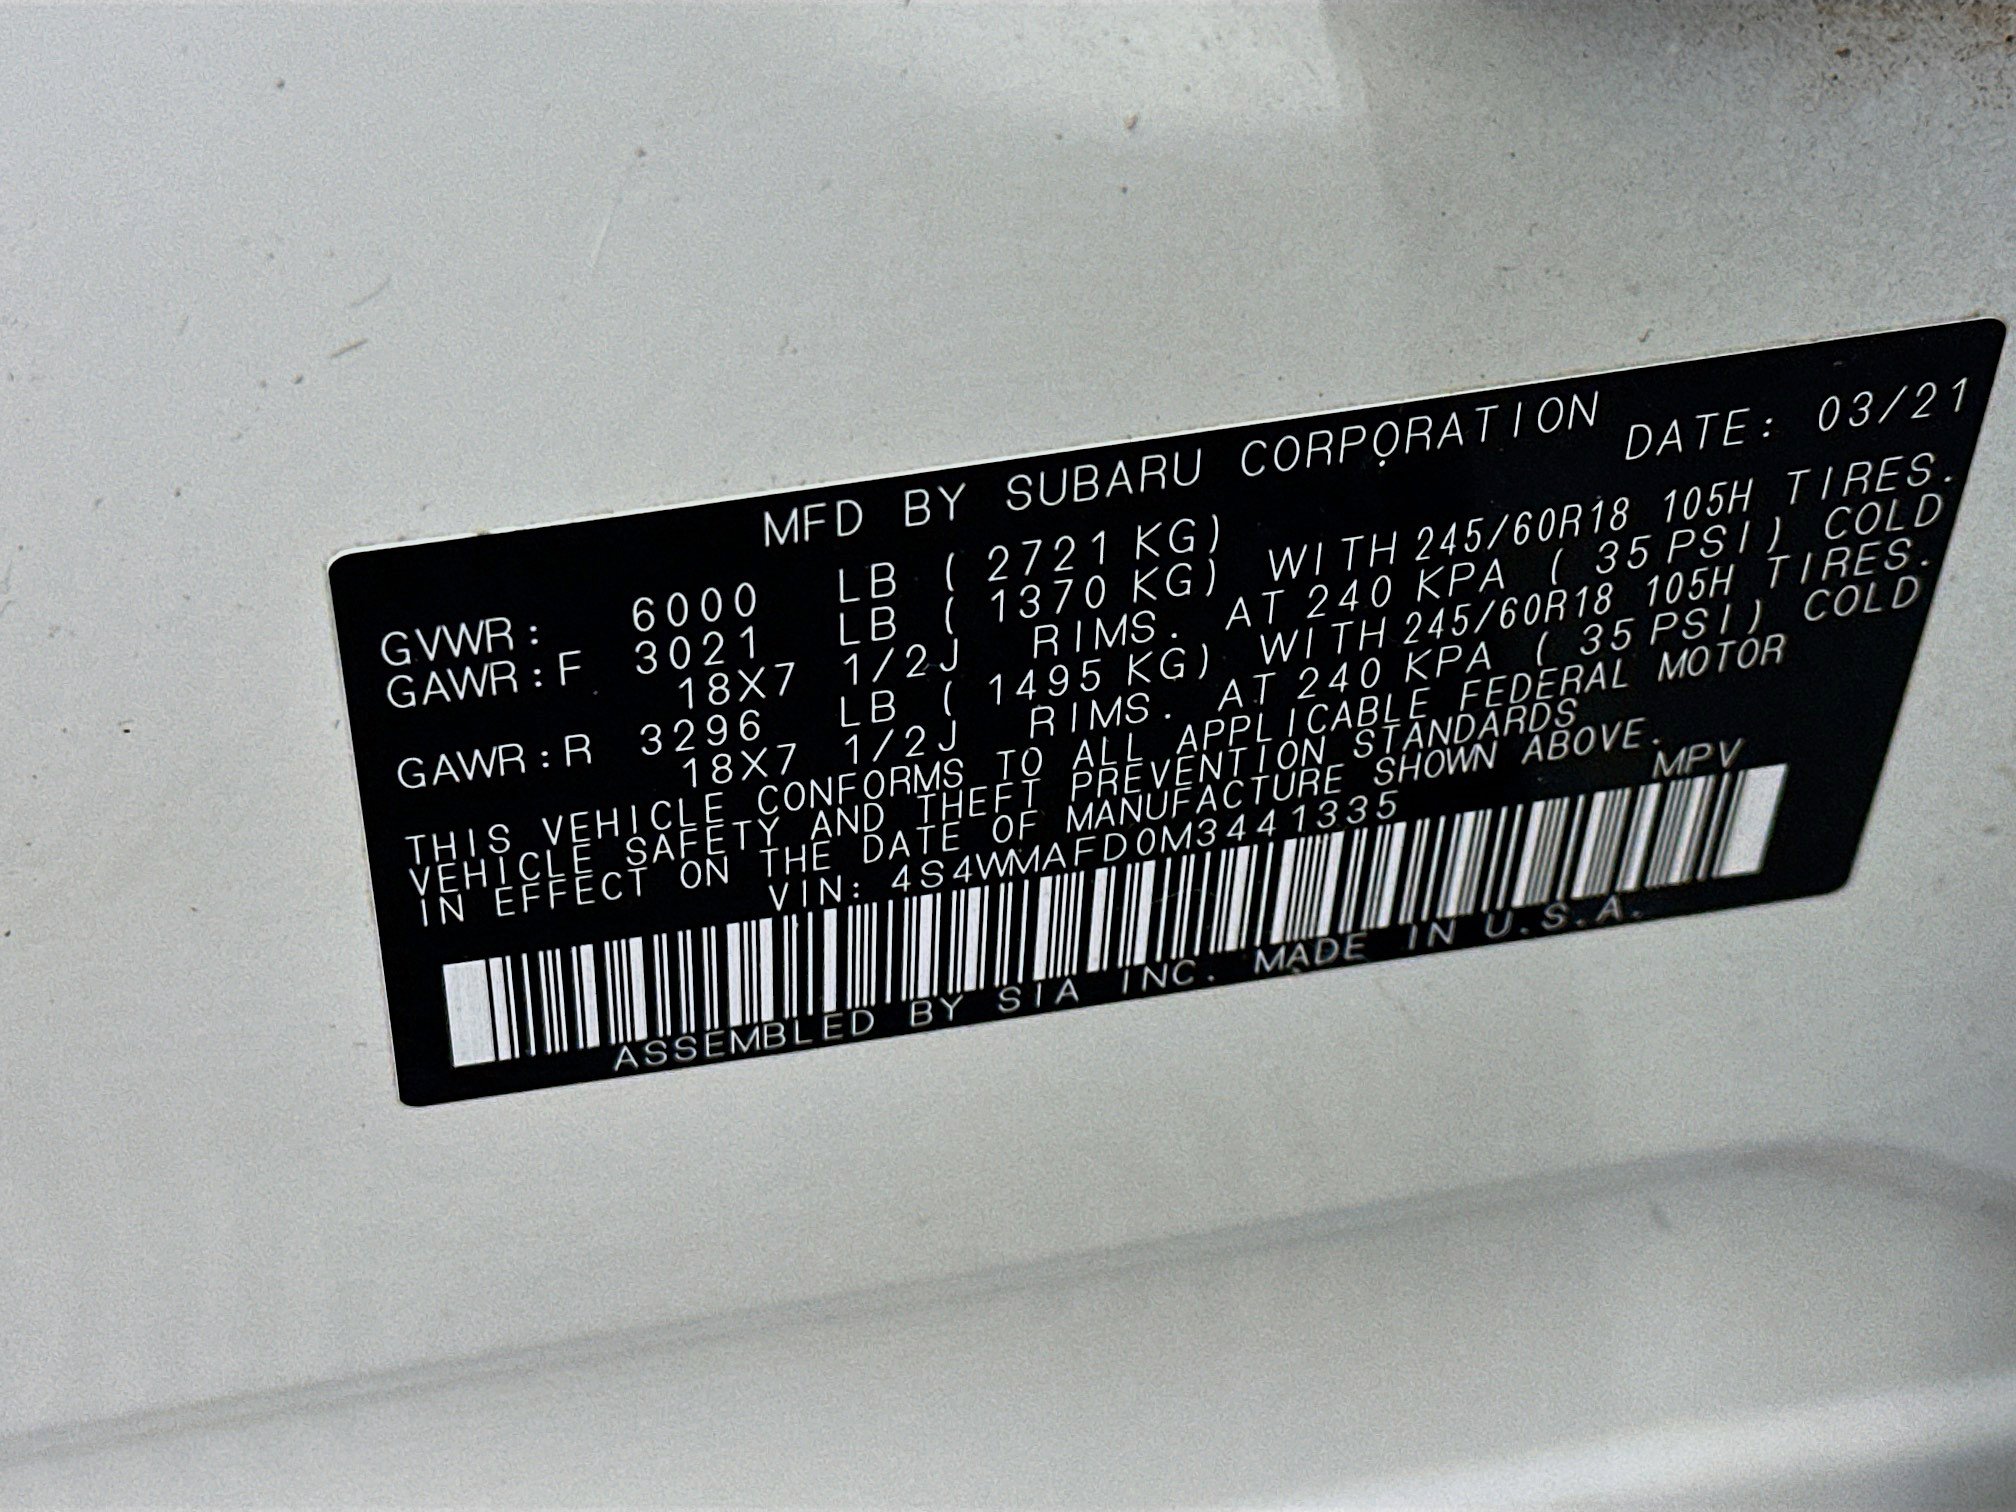 MFD BY SUBARU CORPORATION DATE: 03/21
GVWR: 6000 LB ( 2721 KG)
GAWR:F 3021 LB ( 1370 KG) WITH 245/60R18 105H TIRES.
18X7 1/2J RIMS. AT 240 KPA ( 35 PSI) COLD
GAWR:R 3296 LB ( 1495 KG) WITH 245/60R18 105H TIRES.
18X7 1/2J RIMS. AT 240 KPA ( 35 PSI) COLD
THIS VEHICLE CONFORMS TO ALL APPLICABLE FEDERAL MOTOR
VEHICLE SAFETY AND THEFT PREVENTION STANDARDS
IN EFFECT ON THE DATE OF MANUFACTURE SHOWN ABOVE.
VIN: 4S4WMAFD0M3441335 MPV
ASSEMBLED BY SIA INC. MADE IN U.S.A.